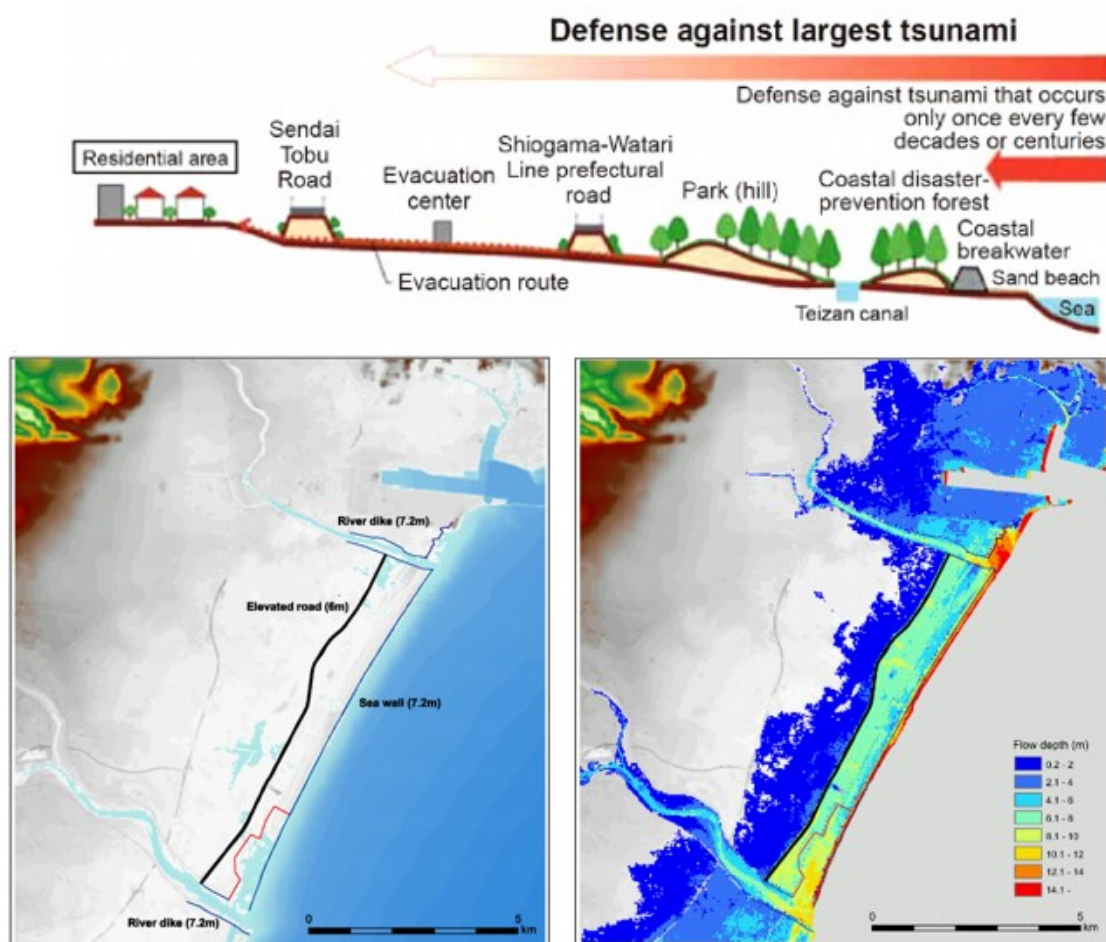 Defense against largest tsunami
Defense against tsunami that occurs
only once every few
decades or centuries
Residential area
Sendai
Tobu
Road
Evacuation
center
Shiogama-Watari
Line prefectural
road
Park (hill)
Coastal disaster-
prevention forest
Coastal
breakwater
Sand beach
Evacuation route
Teizan canal
Sea
River dike (7.2m)
Elevated road (6m)
Sea wall (7.2m)
River dike (7.2m)
0
5
km
Flow depth (m)
0.2 - 2
2.1 - 4
4.1 - 6
6.1 - 8
8.1 - 10
10.1 - 12
12.1 - 14
14.1 -
0
5
km